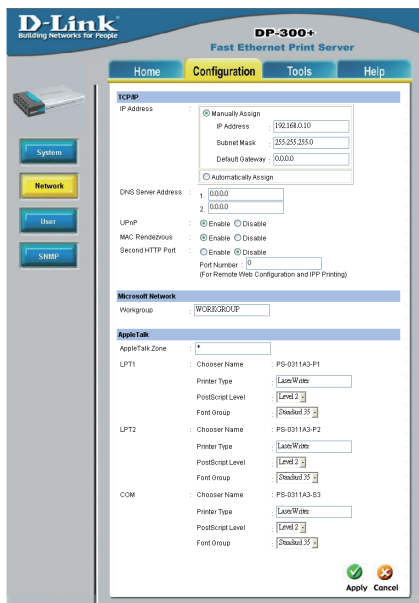 D-Link
Building Networks for People
DP-300+
Fast Ethernet Print Server
Home Configuration Tools Help
System
Network
User
SNMP
TCP/IP
IP Address : Manually Assign
IP Address : 192.168.0.10
Subnet Mask : 255.255.255.0
Default Gateway : 0.0.0.0
Automatically Assign
DNS Server Address : 1. 0.0.0.0
2. 0.0.0.0
UPnP : Enable Disable
MAC Rendezvous : Enable Disable
Second HTTP Port : Enable Disable
Port Number : 0
(For Remote Web Configuration and IPP Printing)
Microsoft Network
Workgroup : WORKGROUP
AppleTalk
AppleTalk Zone : *
LPT1 : Chooser Name : PS-0311A3-P1
Printer Type : LaserWriter
PostScript Level : Level 2
Font Group : Standard 35
LPT2 : Chooser Name : PS-0311A3-P2
Printer Type : LaserWriter
PostScript Level : Level 2
Font Group : Standard 35
COM : Chooser Name : PS-0311A3-S3
Printer Type : LaserWriter
PostScript Level : Level 2
Font Group : Standard 35
Apply Cancel